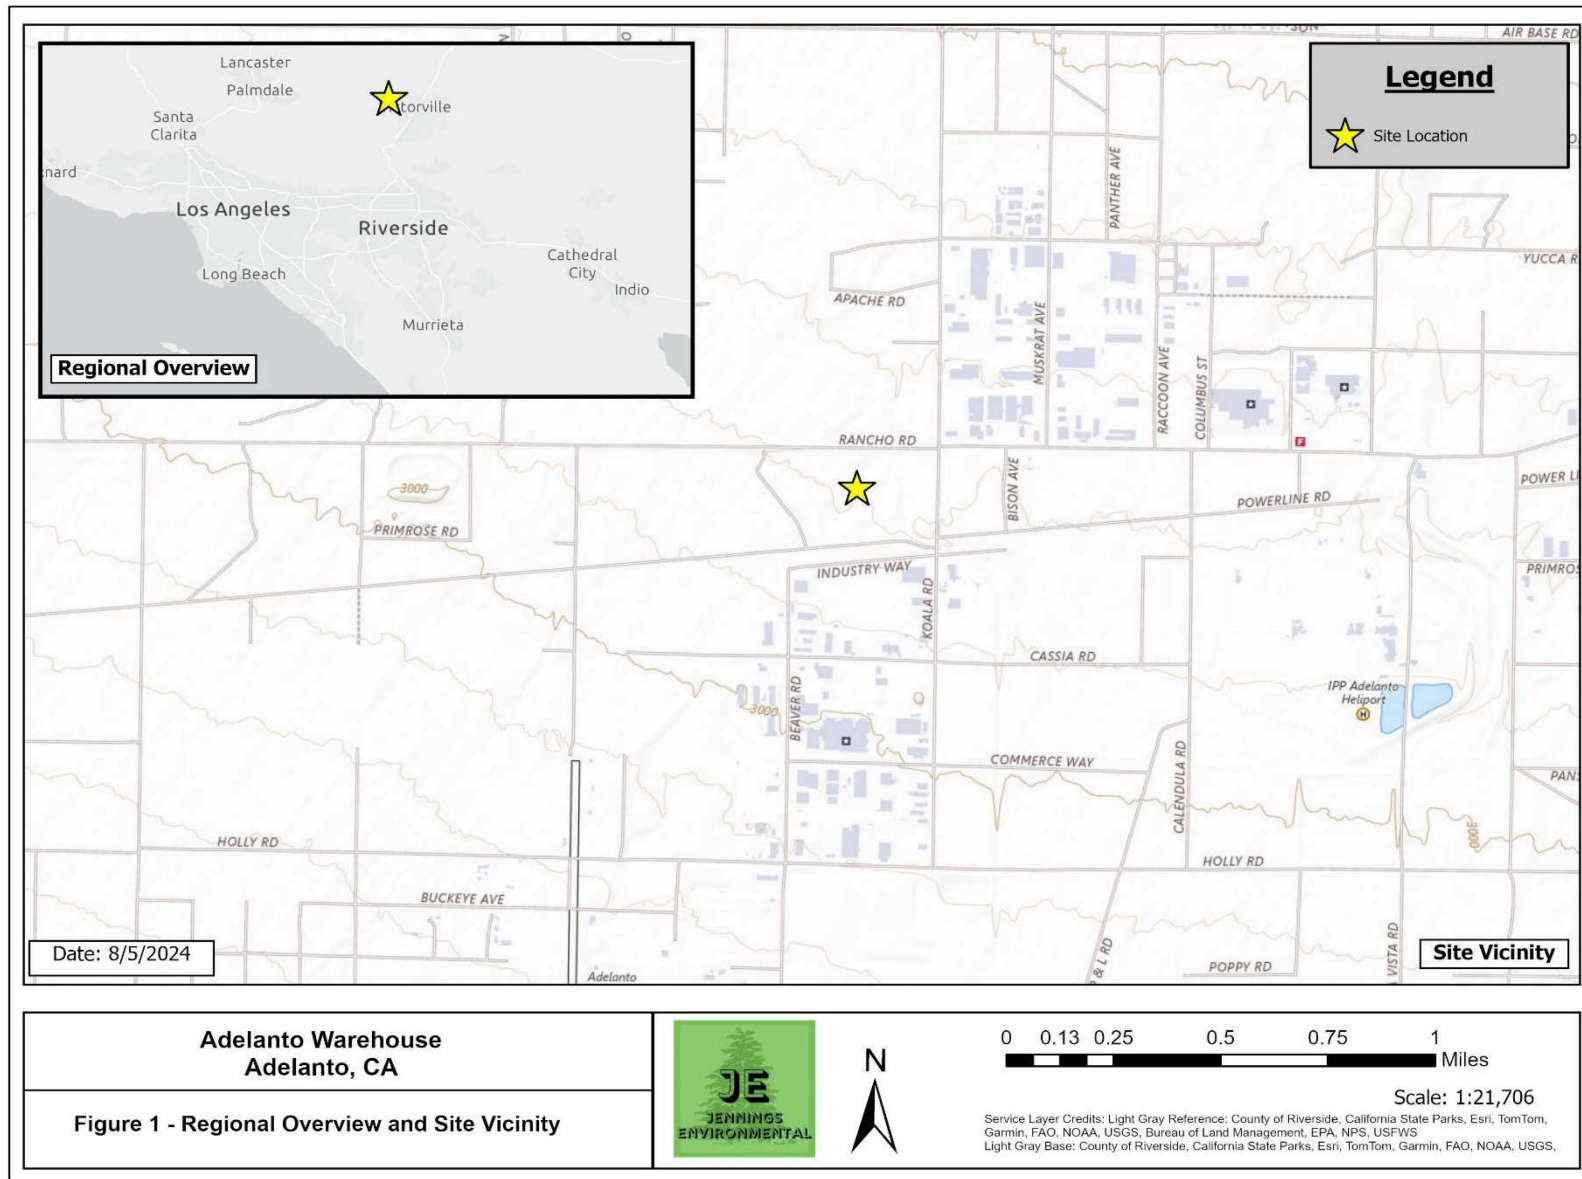 AIR BASE RD
Lancaster
Palmdale
torville
Santa
Clarita
nard
Los Angeles
Riverside
Long Beach
Cathedral
City
Indio
Murrieta
Regional Overview
Legend
Site Location
PANTHER AVE
YUCCA R
APACHE RD
MUSKRAT AVE
RACCOON AVE
COLUMBUS ST
RANCHO RD
F
3000
PRIMROSE RD
BISON AVE
POWERLINE RD
POWER LI
INDUSTRY WAY
KOALA RD
PRIMROS
CASSIA RD
BEAVER RD
3000
IPP Adelanto
Heliport
H
COMMERCE WAY
CALENDULA RD
PANS
3000
HOLLY RD
HOLLY RD
BUCKEYE AVE
P & L RD
POPPY RD
A VISTA RD
Date: 8/5/2024
Adelanto
Site Vicinity
Adelanto Warehouse
Adelanto, CA
Figure 1 - Regional Overview and Site Vicinity
JE
JENNINGS
ENVIRONMENTAL
N
0 0.13 0.25 0.5 0.75 1
Miles
Scale: 1:21,706
Service Layer Credits: Light Gray Reference: County of Riverside, California State Parks, Esri, TomTom,
Garmin, FAO, NOAA, USGS, Bureau of Land Management, EPA, NPS, USFWS
Light Gray Base: County of Riverside, California State Parks, Esri, TomTom, Garmin, FAO, NOAA, USGS,